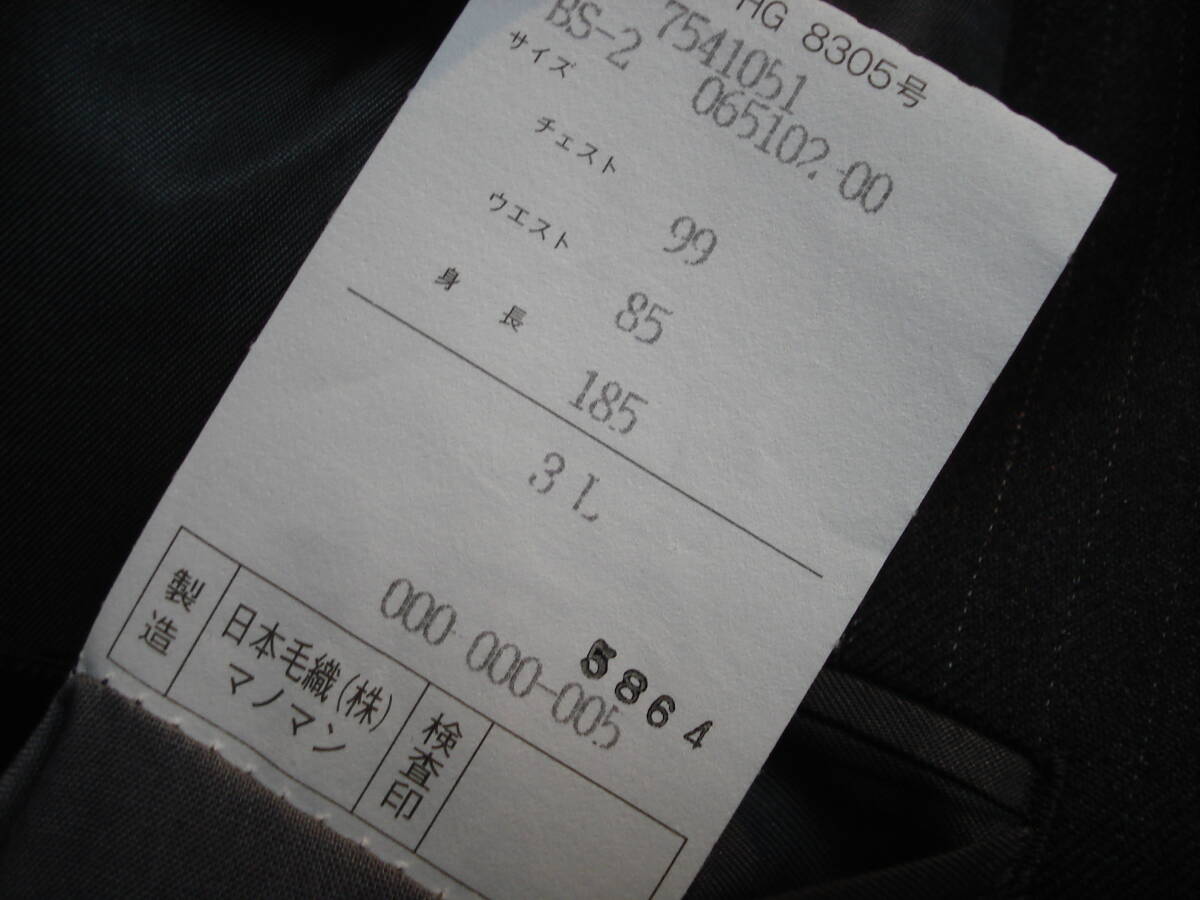 HG 8305号
7541051
BS-2 065102-00
サイズ
チェスト 99
ウエスト 85
身長 185
3L
000 000-005
5864
製造 日本毛織(株)
マノマン
検査印